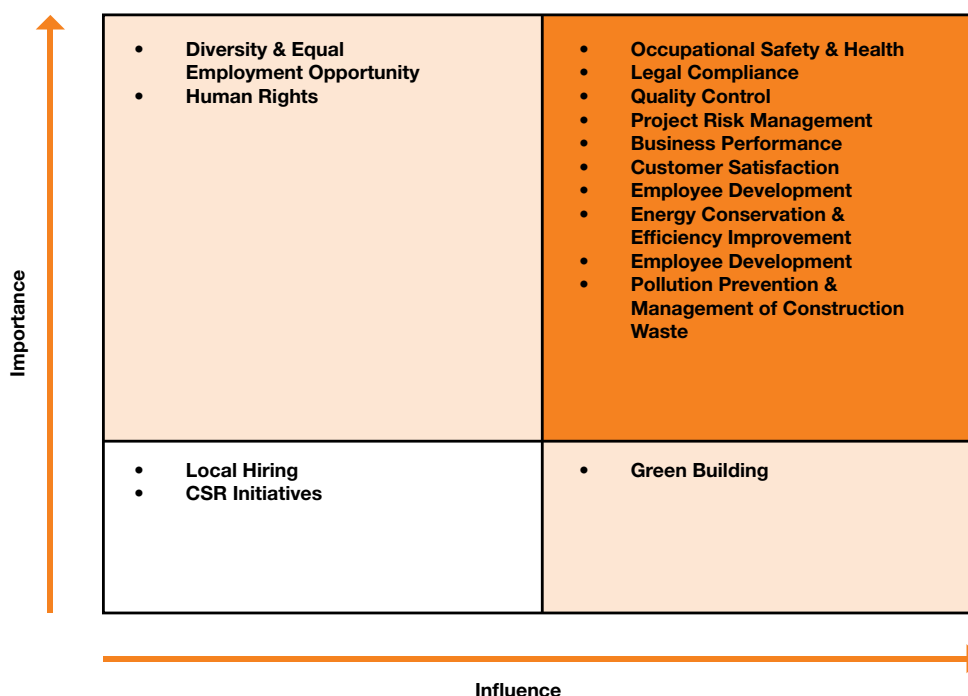 • Diversity & Equal
Employment Opportunity
• Human Rights
• Occupational Safety & Health
• Legal Compliance
• Quality Control
• Project Risk Management
• Business Performance
• Customer Satisfaction
• Employee Development
• Energy Conservation &
Efficiency Improvement
• Employee Development
• Pollution Prevention &
Management of Construction
Waste
Importance
• Local Hiring
• CSR Initiatives
• Green Building
Influence